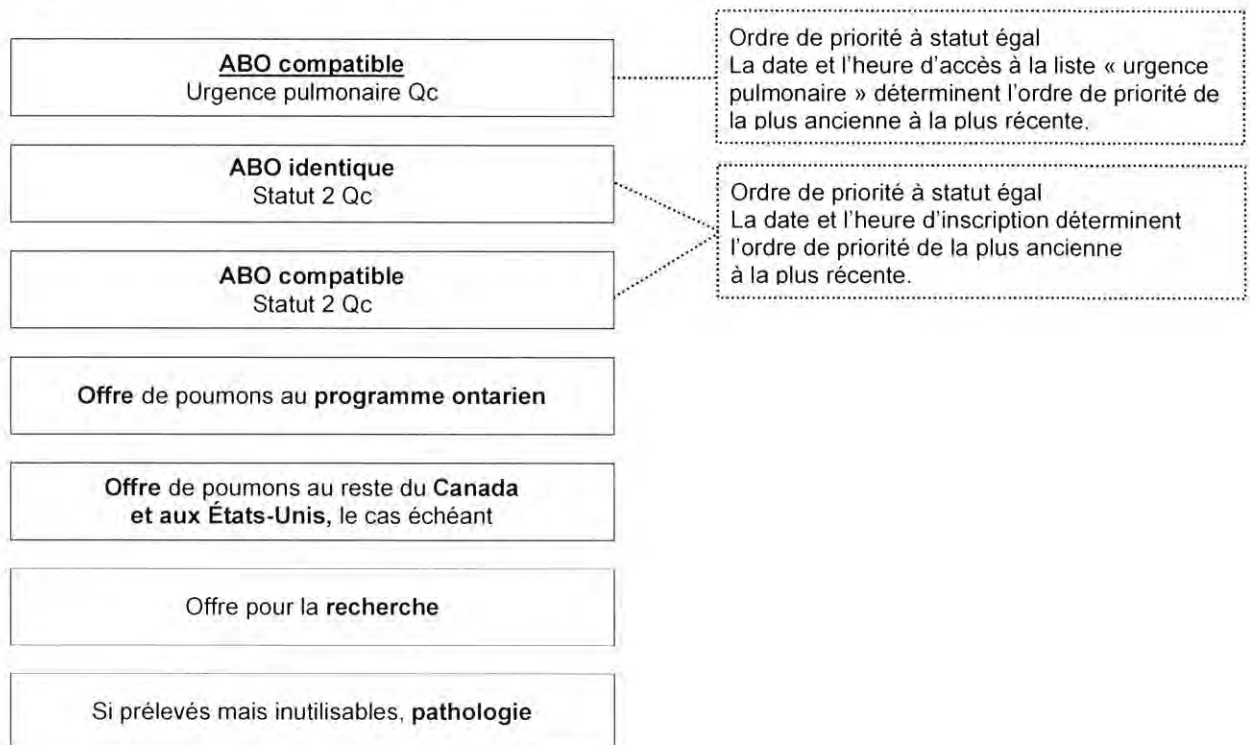 ABO compatible
Urgence pulmonaire Qc
Ordre de priorité à statut égal
La date et l'heure d'accès à la liste « urgence
pulmonaire » déterminent l'ordre de priorité de
la plus ancienne à la plus récente.
ABO identique
Statut 2 Qc
Ordre de priorité à statut égal
La date et l'heure d'inscription déterminent
l'ordre de priorité de la plus ancienne
à la plus récente.
ABO compatible
Statut 2 Qc
Offre de poumons au programme ontarien
Offre de poumons au reste du Canada
et aux États-Unis, le cas échéant
Offre pour la recherche
Si prélevés mais inutilisables, pathologie